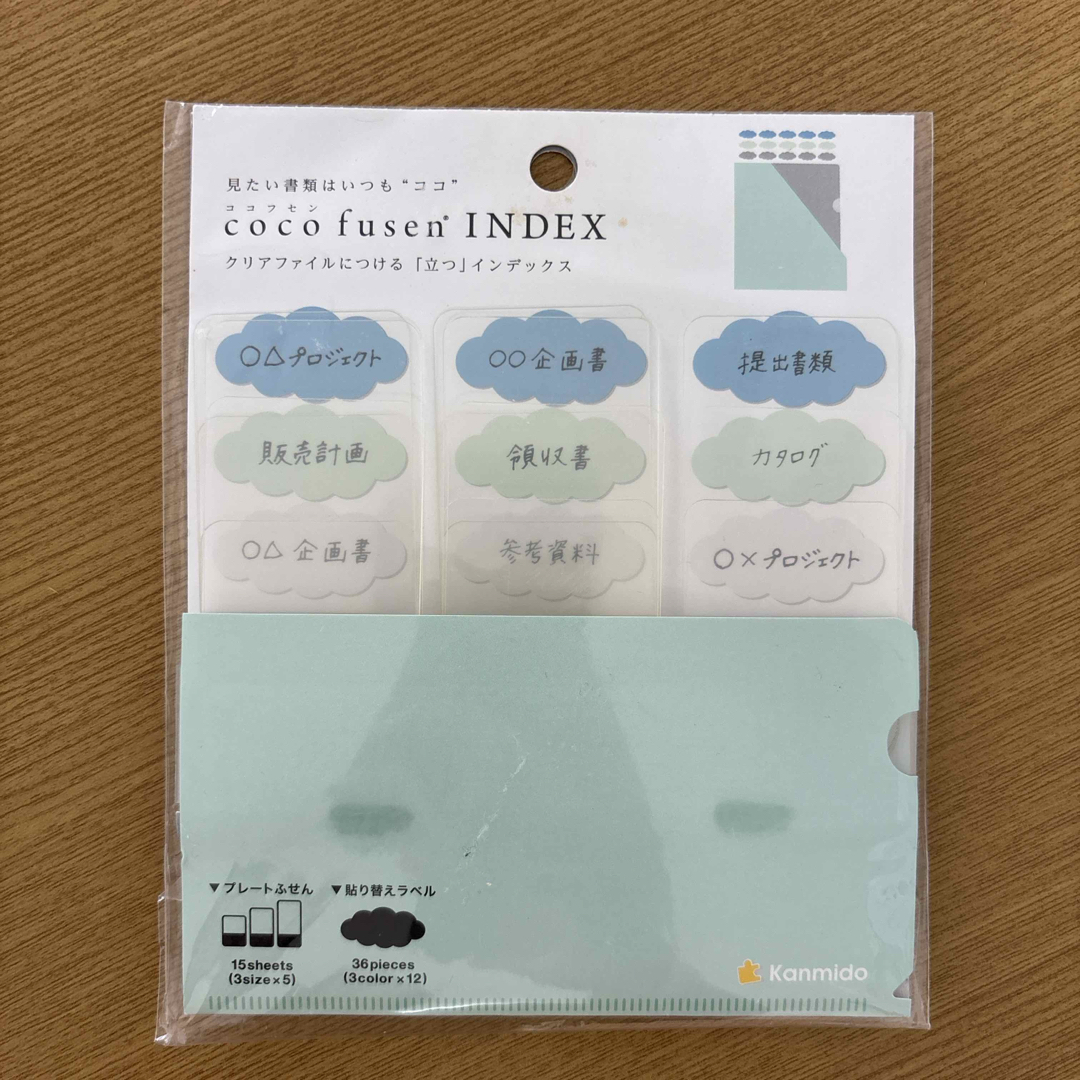 見たい書類はいつも“ココ”
ココフセン
coco fusen® INDEX
クリアファイルにつける「立つ」インデックス
○△プロジェクト
○○企画書
提出書類
販売計画
領収書
カタログ
○△ 企画書
参考資料
○×プロジェクト
▼プレートふせん
15sheets
(3size×5)
▼貼り替えラベル
36pieces
(3color×12)
Kanmido